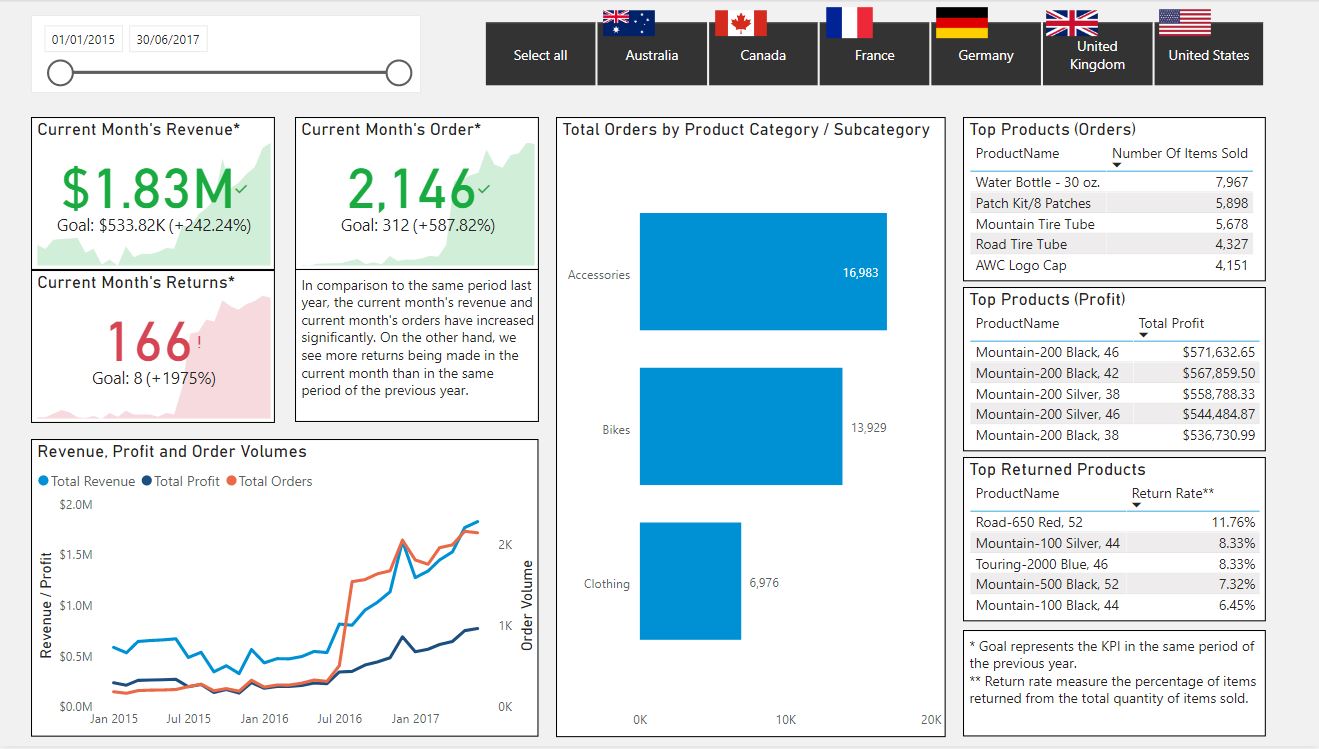 01/01/2015 30/06/2017
Select all
Australia
Canada
France
Germany
United
Kingdom
United States
Current Month's Revenue*
$1.83M
Goal: $533.82K (+242.24%)
Current Month's Order*
2,146
Goal: 312 (+587.82%)
Current Month's Returns*
166!
Goal: 8 (+1975%)
In comparison to the same period last
year, the current month's revenue and
current month's orders have increased
significantly. On the other hand, we
see more returns being made in the
current month than in the same
period of the previous year.
Revenue, Profit and Order Volumes
Total Revenue Total Profit Total Orders
Revenue / Profit
$2.0M
$1.5M
$1.0M
$0.5M
$0.0M
Jan 2015 Jul 2015 Jan 2016 Jul 2016 Jan 2017
2K
1K
0K
Order Volume
Total Orders by Product Category / Subcategory
Accessories 16,983
Bikes 13,929
Clothing 6,976
0K 10K 20K
Top Products (Orders)
ProductName Number Of Items Sold
Water Bottle - 30 oz. 7,967
Patch Kit/8 Patches 5,898
Mountain Tire Tube 5,678
Road Tire Tube 4,327
AWC Logo Cap 4,151
Top Products (Profit)
ProductName Total Profit
Mountain-200 Black, 46 $571,632.65
Mountain-200 Black, 42 $567,859.50
Mountain-200 Silver, 38 $558,788.33
Mountain-200 Silver, 46 $544,484.87
Mountain-200 Black, 38 $536,730.99
Top Returned Products
ProductName Return Rate**
Road-650 Red, 52 11.76%
Mountain-100 Silver, 44 8.33%
Touring-2000 Blue, 46 8.33%
Mountain-500 Black, 52 7.32%
Mountain-100 Black, 44 6.45%
* Goal represents the KPI in the same period of
the previous year.
** Return rate measure the percentage of items
returned from the total quantity of items sold.